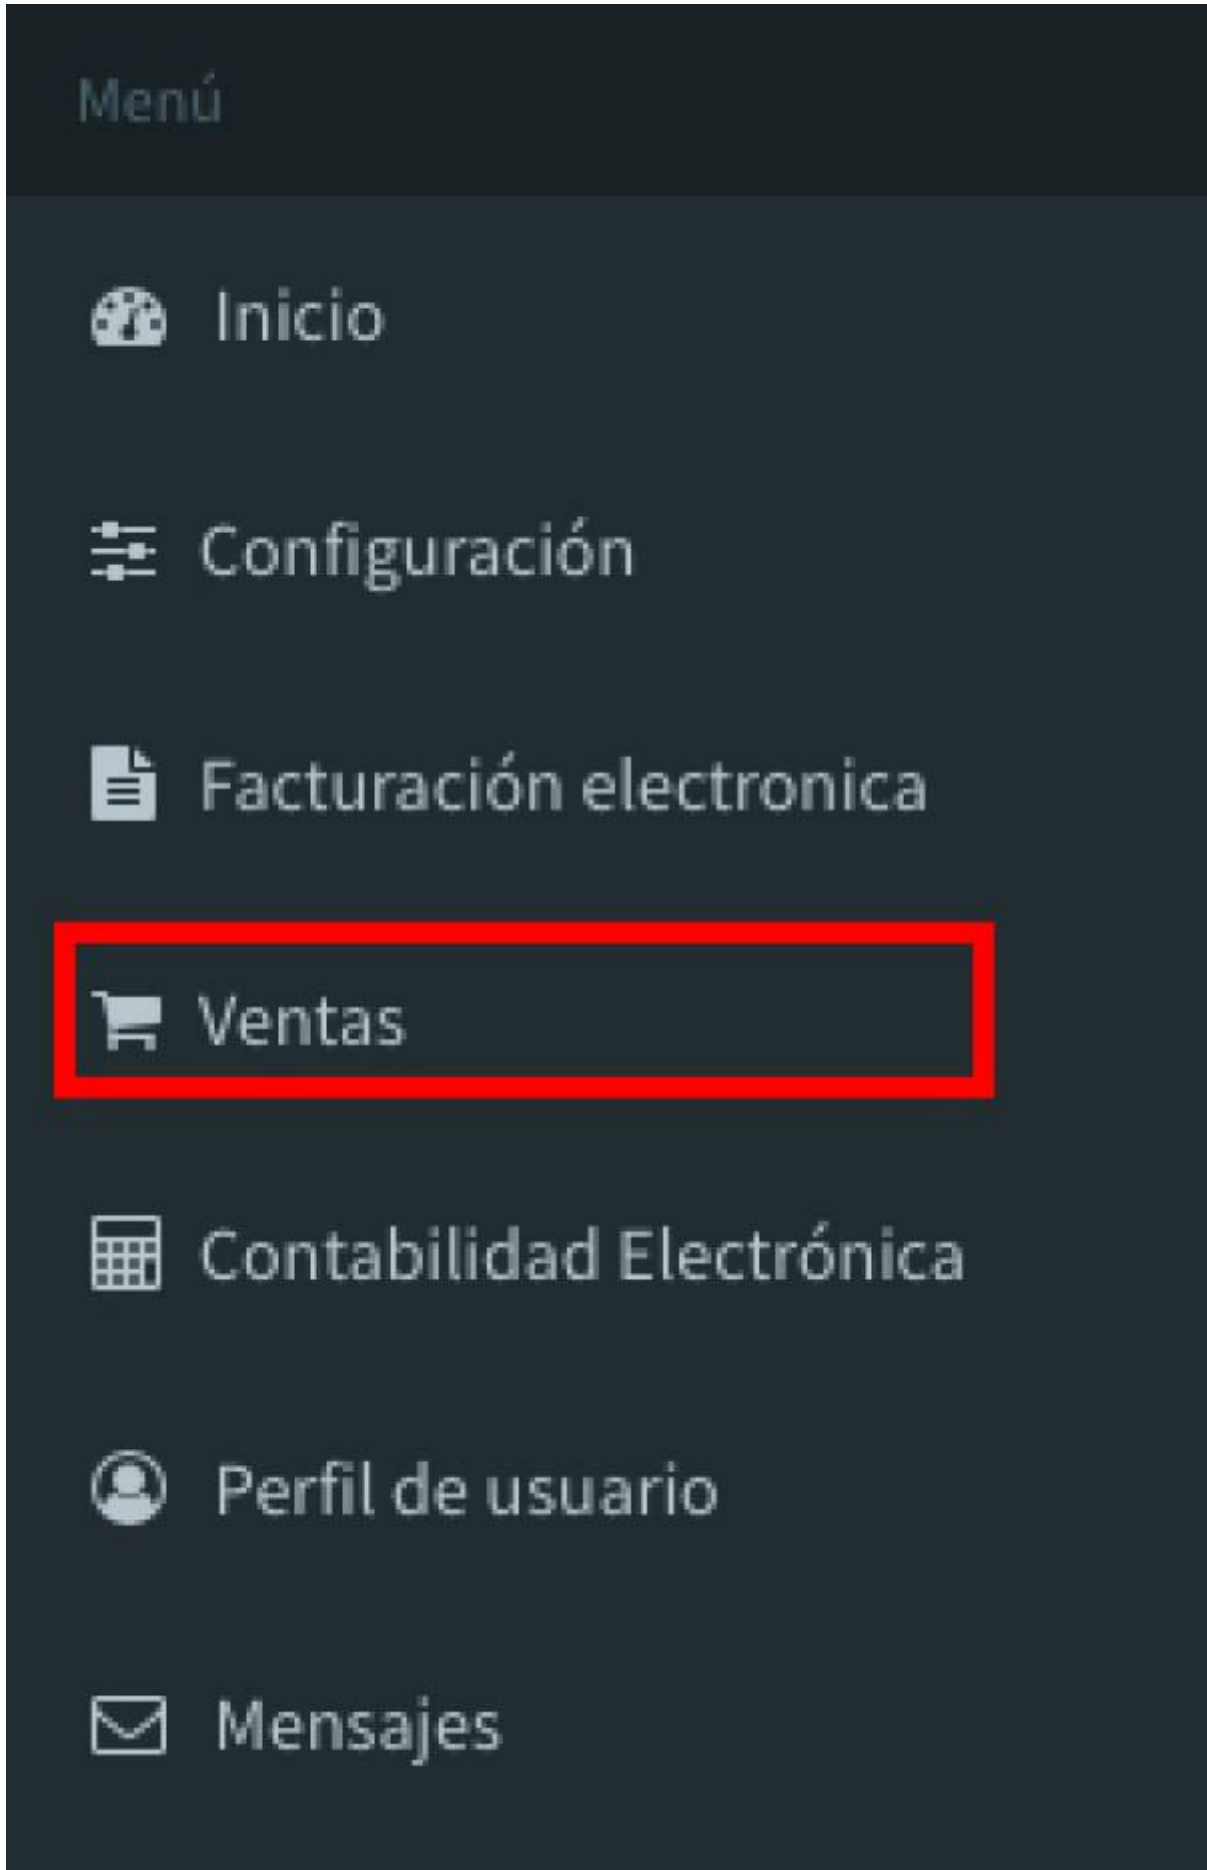 Menú
Inicio
Configuración
Facturación electronica
Ventas
Contabilidad Electrónica
Perfil de usuario
Mensajes